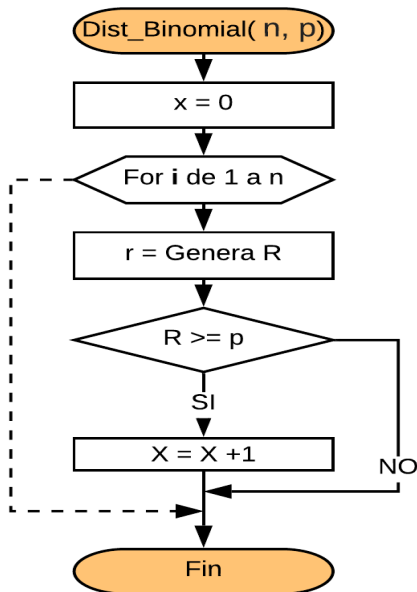 Dist_Binomial( n, p)
x = 0
For i de 1 a n
r = Genera R
R >= p
SI
X = X +1
NO
Fin